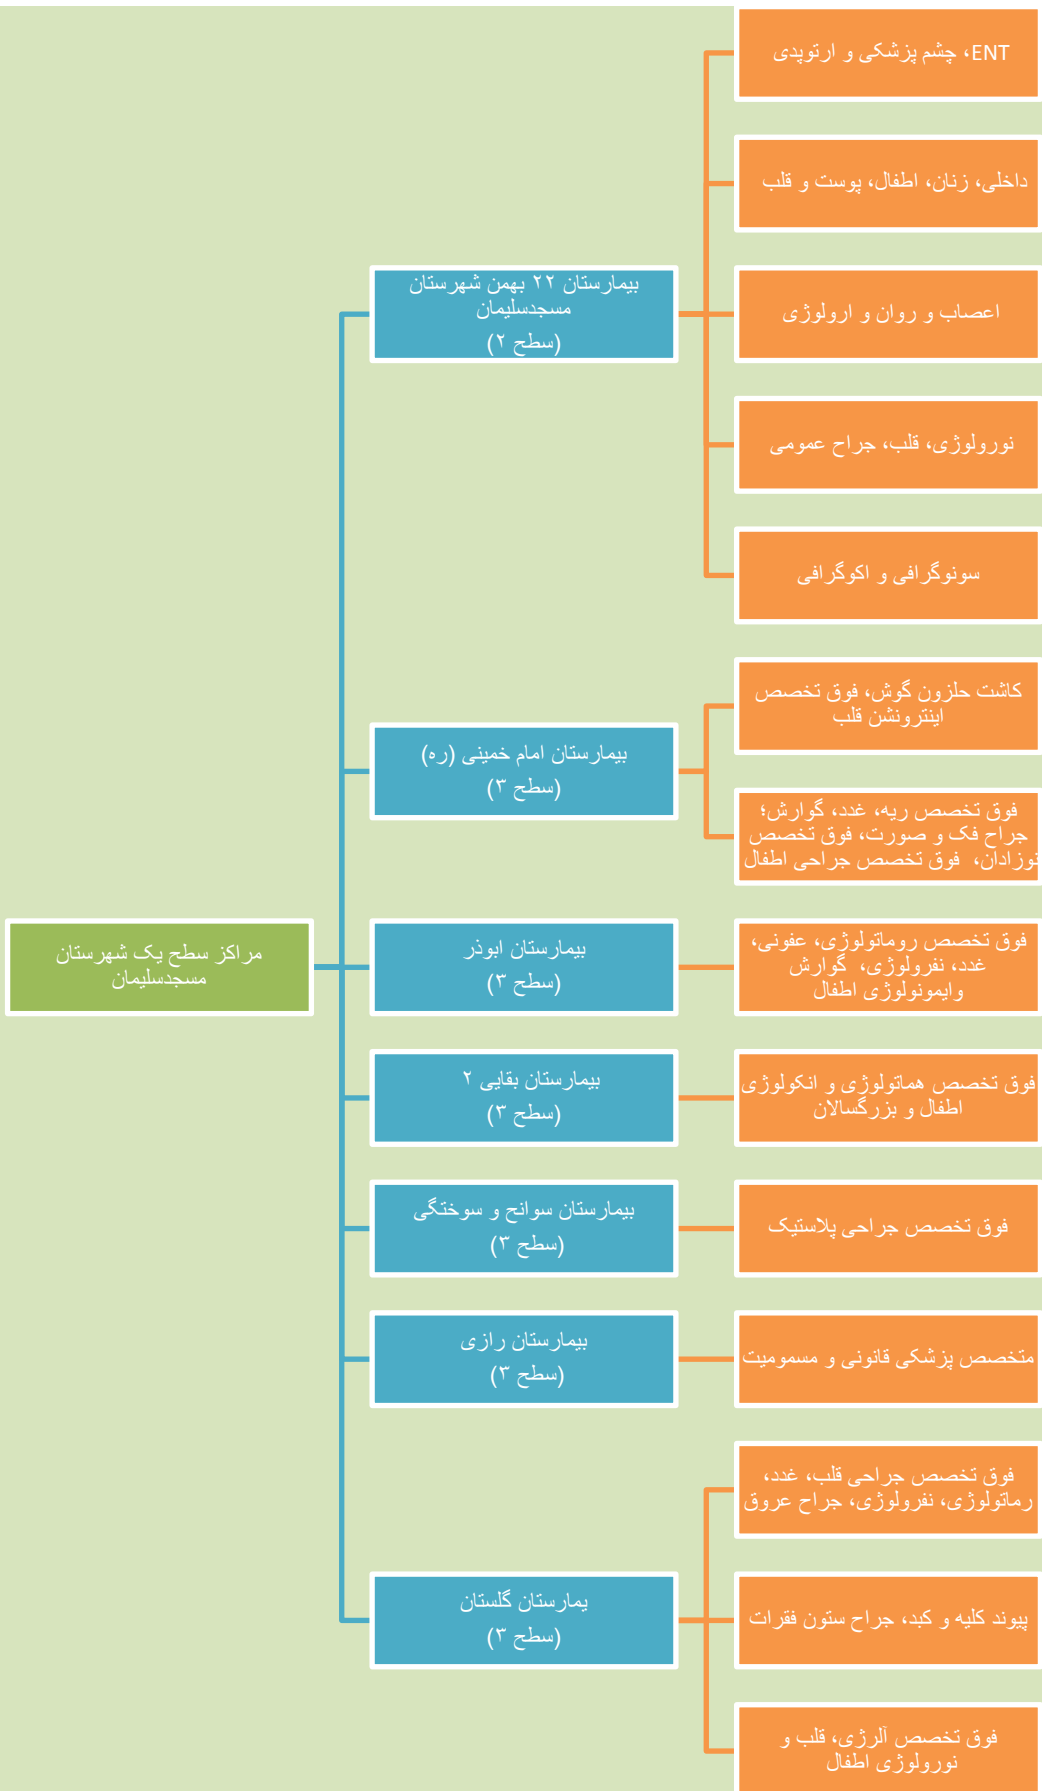 مراکز سطح یک شهرستان
مسجدسلیمان
بیمارستان ۲۲ بهمن شهرستان
مسجدسلیمان
(سطح ۲)
ENT، چشم پزشکی و ارتوپدی
داخلی، زنان، اطفال، پوست و قلب
اعصاب و روان و ارولوژی
نورولوژی، قلب، جراح عمومی
سونوگرافی و اکوگرافی
بیمارستان امام خمینی (ره)
(سطح ۳)
کاشت حلزون گوش، فوق تخصص
اینترونشن قلب
فوق تخصص ریه، غدد، گوارش؛
جراح فک و صورت، فوق تخصص
نوزادان، فوق تخصص جراحی اطفال
بیمارستان ابوذر
(سطح ۳)
فوق تخصص روماتولوژی، عفونی،
غدد، نفرولوژی، گوارش
وایمونولوژی اطفال
بیمارستان بقایی ۲
(سطح ۳)
فوق تخصص هماتولوژی و انکولوژی
اطفال و بزرگسالان
بیمارستان سوانح و سوختگی
(سطح ۳)
فوق تخصص جراحی پلاستیک
بیمارستان رازی
(سطح ۳)
متخصص پزشکی قانونی و مسمومیت
یمارستان گلستان
(سطح ۳)
فوق تخصص جراحی قلب، غدد،
رماتولوژی، نفرولوژی، جراح عروق
پیوند کلیه و کبد، جراح ستون فقرات
فوق تخصص آلرژی، قلب و
نورولوژی اطفال